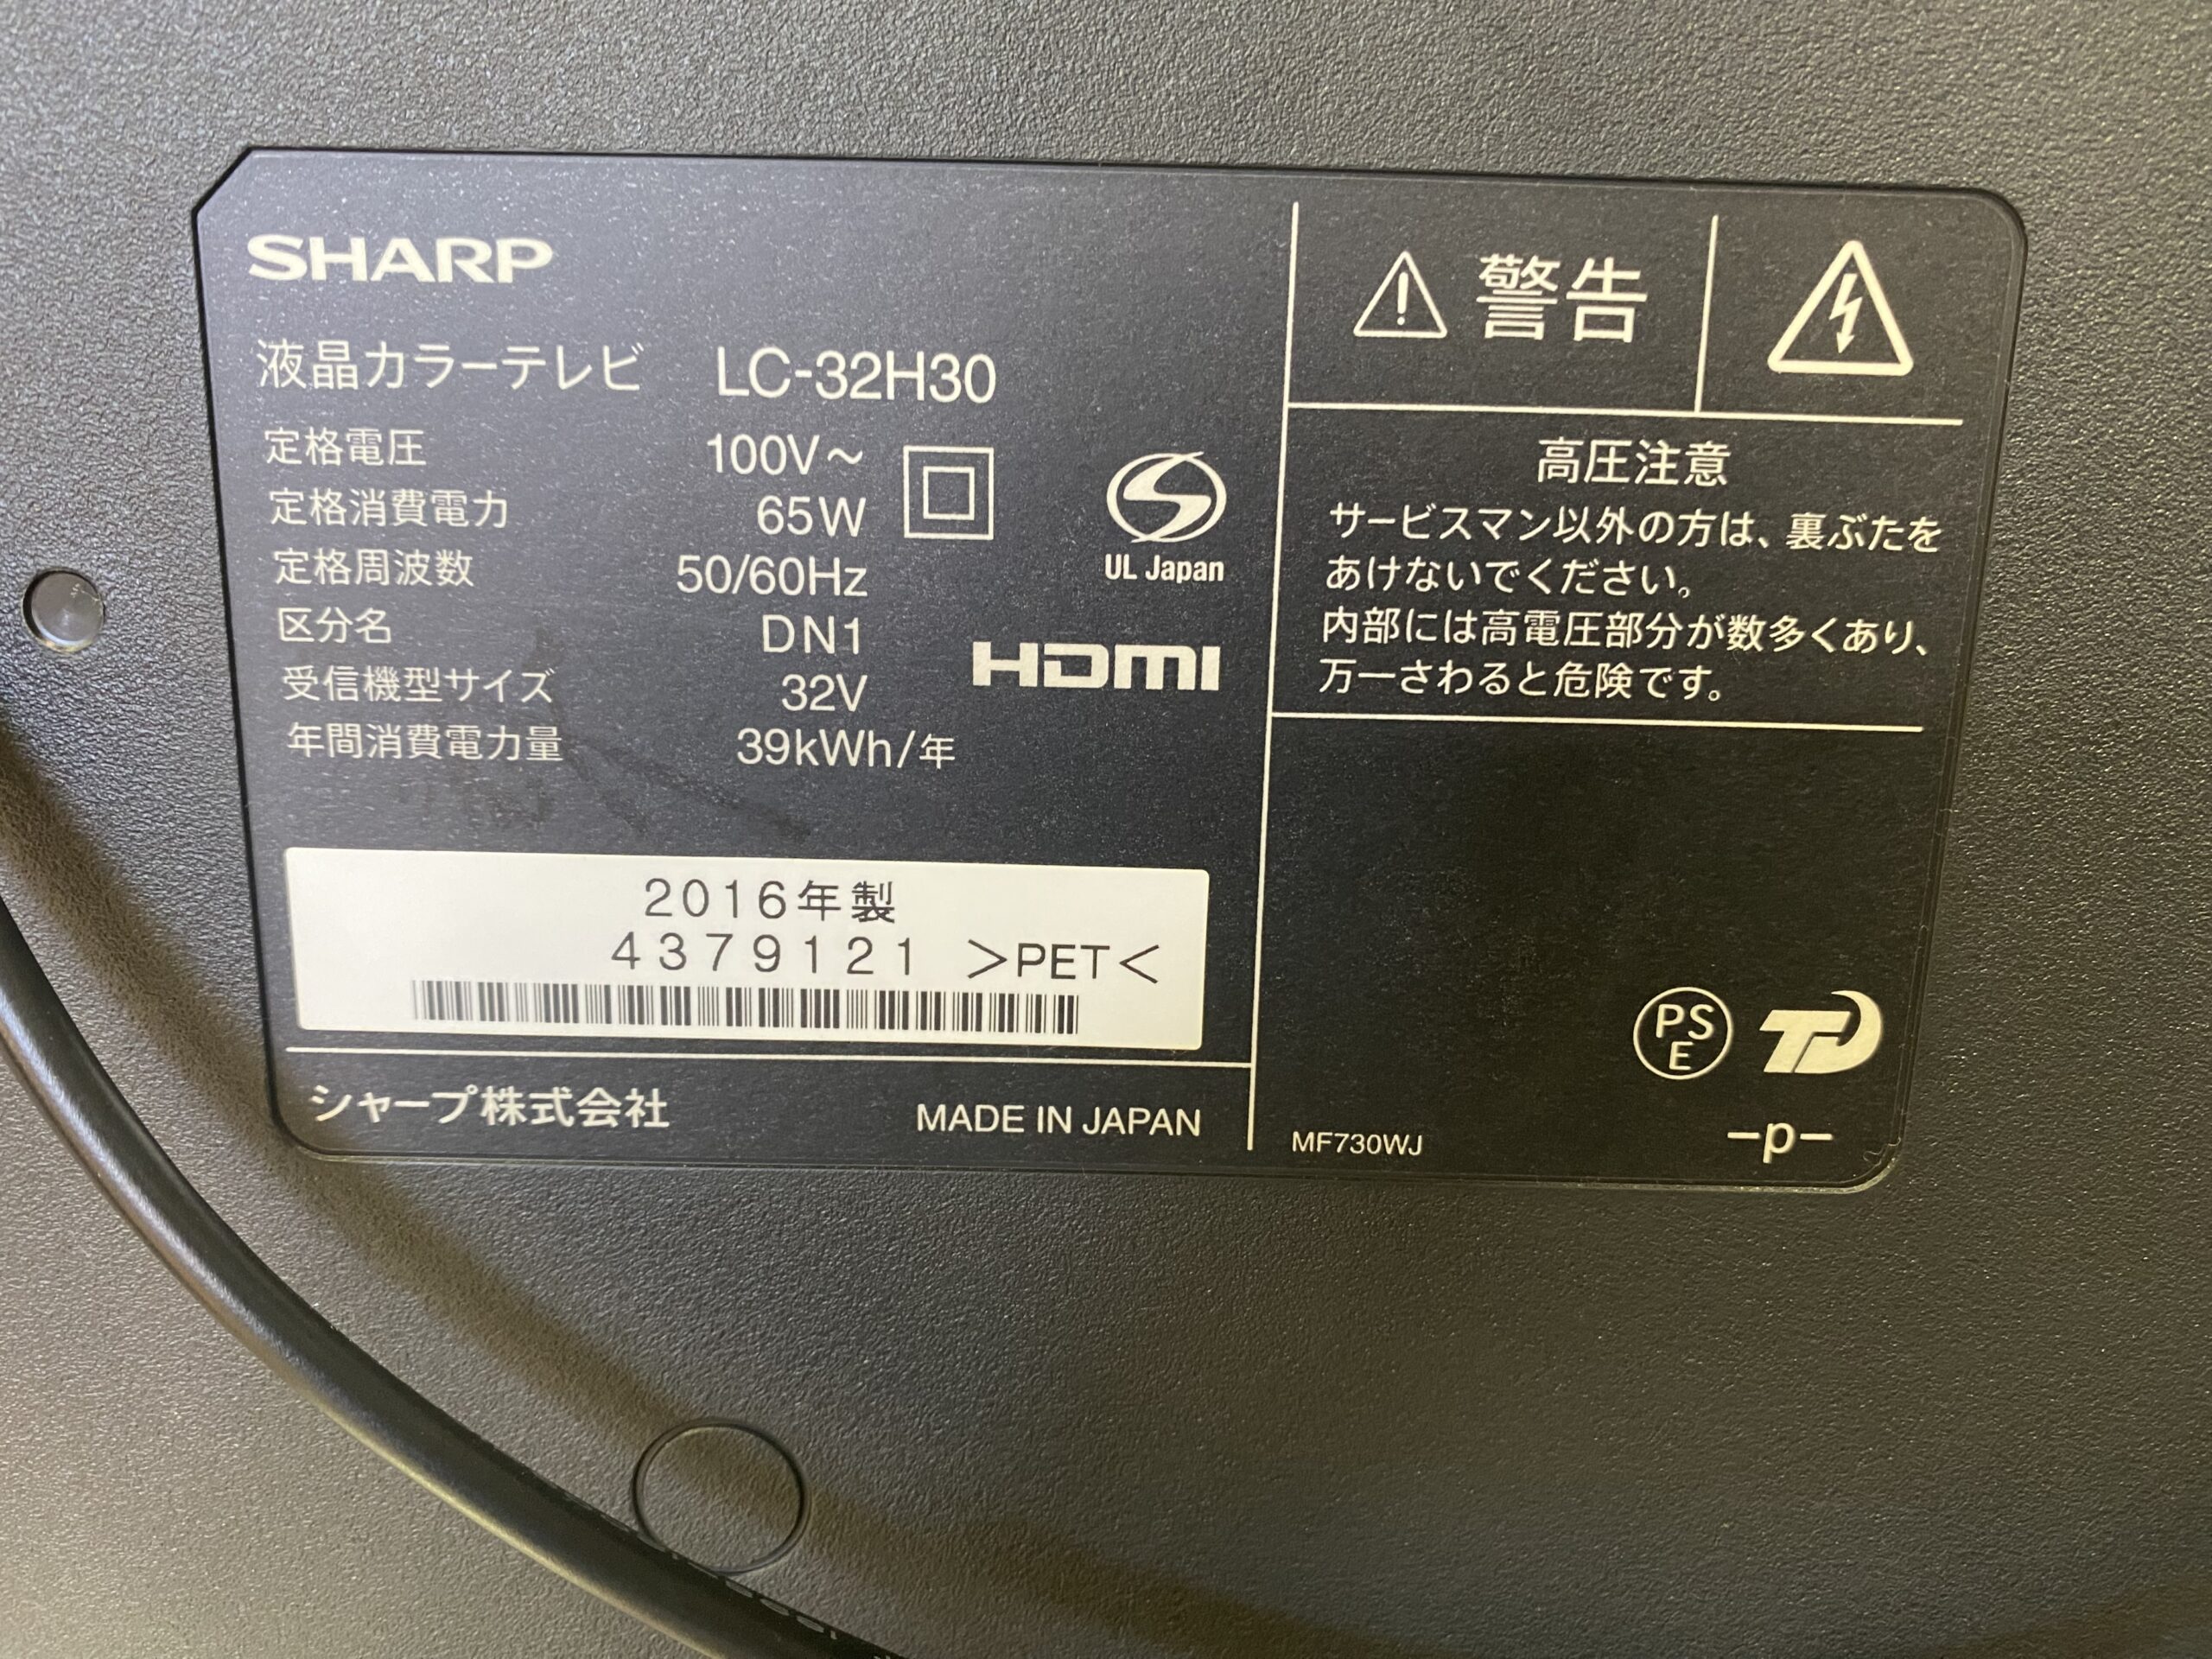 SHARP
液晶カラーテレビ LC-32H30
定格電圧 100V～
定格消費電力 65W
定格周波数 50/60Hz
区分名 DN1
受信機型サイズ 32V
年間消費電力量 39kWh/年
UL Japan
HDMI
2016年製
4379121 >PET<
シャープ株式会社 MADE IN JAPAN
警告
高圧注意
サービスマン以外の方は、裏ぶたを
あけないでください。
内部には高電圧部分が数多くあり、
万一さわると危険です。
PS
E
MF730WJ
-p-